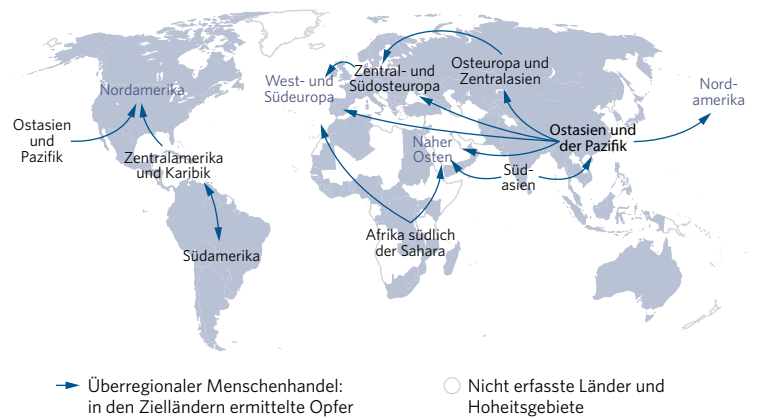 Nordamerika
Ostasien
und
Pazifik
Zentralamerika
und Karibik
Südamerika
West- und
Südeuropa
Zentral- und
Südosteuropa
Osteuropa und
Zentralasien
Nord-
amerika
Naher
Osten
Ostasien und
der Pazifik
Süd-
asien
Afrika südlich
der Sahara
Überregionaler Menschenhandel:
in den Zielländern ermittelte Opfer
Nicht erfasste Länder und
Hoheitsgebiete